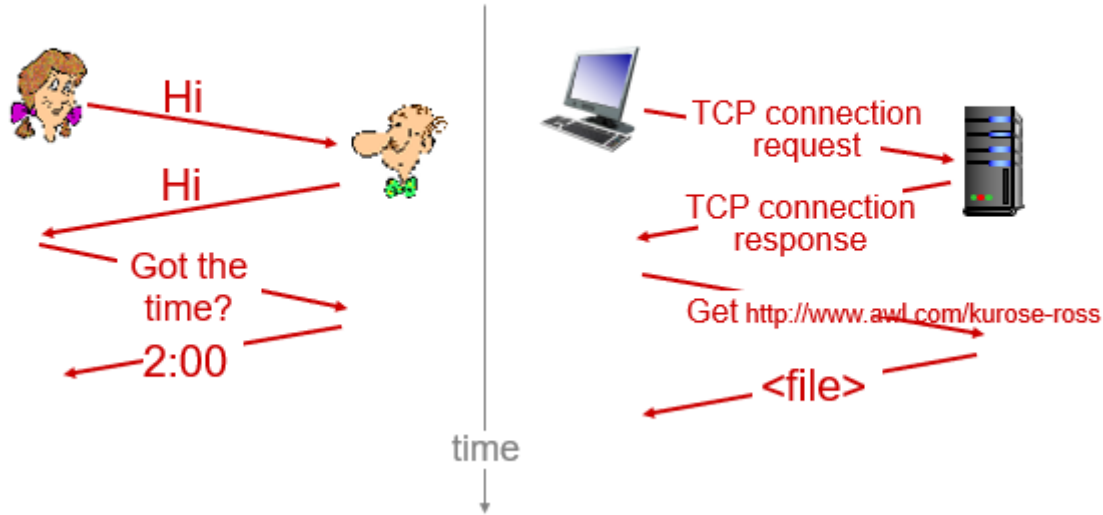 Hi
Hi
Got the
time?
2:00
TCP connection
request
TCP connection
response
Get http://www.awl.com/kurose-ross
<file>
time